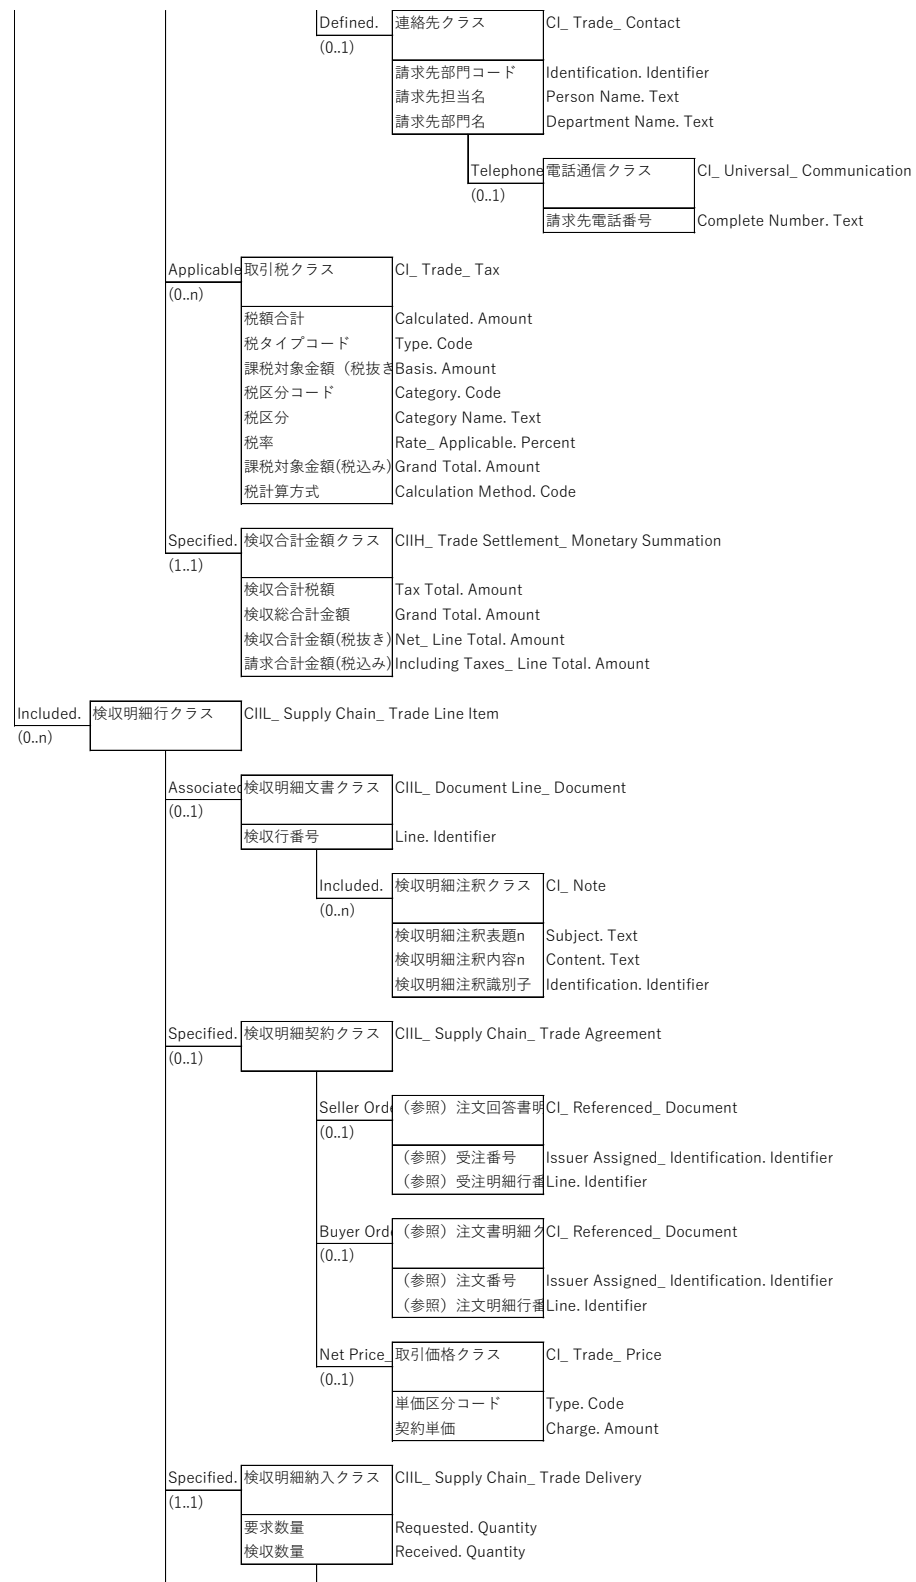 Defined. 連絡先クラス CI_ Trade_ Contact
(0..1)
請求先部門コード Identification. Identifier
請求先担当名 Person Name. Text
請求先部門名 Department Name. Text
Telephone 電話通信クラス CI_ Universal_ Communication
(0..1)
請求先電話番号 Complete Number. Text
Applicable 取引税クラス CI_ Trade_ Tax
(0..n)
税額合計 Calculated. Amount
税タイプコード Type. Code
課税対象金額（税抜き Basis. Amount
税区分コード Category. Code
税区分 Category Name. Text
税率 Rate_ Applicable. Percent
課税対象金額(税込み) Grand Total. Amount
税計算方式 Calculation Method. Code
Specified. 検収合計金額クラス CIIH_ Trade Settlement_ Monetary Summation
(1..1)
検収合計税額 Tax Total. Amount
検収総合計金額 Grand Total. Amount
検収合計金額(税抜き) Net_ Line Total. Amount
請求合計金額(税込み) Including Taxes_ Line Total. Amount
Included. 検収明細行クラス CIIL_ Supply Chain_ Trade Line Item
(0..n)
Associated 検収明細文書クラス CIIL_ Document Line_ Document
(0..1)
検収行番号 Line. Identifier
Included. 検収明細注釈クラス CI_ Note
(0..n)
検収明細注釈表題n Subject. Text
検収明細注釈内容n Content. Text
検収明細注釈識別子 Identification. Identifier
Specified. 検収明細契約クラス CIIL_ Supply Chain_ Trade Agreement
(0..1)
Seller Orde （参照）注文回答書明 CI_ Referenced_ Document
(0..1)
（参照）受注番号 Issuer Assigned_ Identification. Identifier
（参照）受注明細行番 Line. Identifier
Buyer Orde （参照）注文書明細ク CI_ Referenced_ Document
(0..1)
（参照）注文番号 Issuer Assigned_ Identification. Identifier
（参照）注文明細行番 Line. Identifier
Net Price_ 取引価格クラス CI_ Trade_ Price
(0..1)
単価区分コード Type. Code
契約単価 Charge. Amount
Specified. 検収明細納入クラス CIIL_ Supply Chain_ Trade Delivery
(1..1)
要求数量 Requested. Quantity
検収数量 Received. Quantity